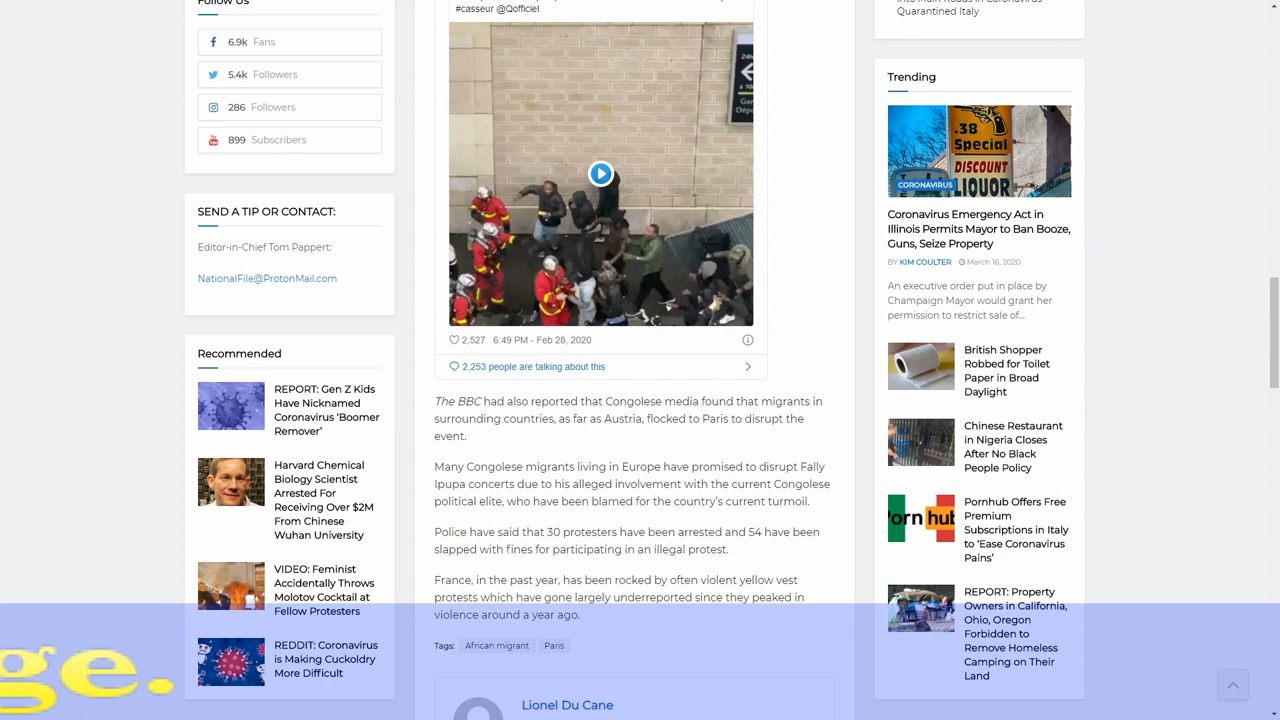 Follow Us
6.9k Fans
5.4k Followers
286 Followers
899 Subscribers
SEND A TIP OR CONTACT:
Editor-in-Chief Tom Pappert:
NationalFile@ProtonMail.com
Recommended
REPORT: Gen Z Kids
Have Nicknamed
Coronavirus ‘Boomer
Remover’
Harvard Chemical
Biology Scientist
Arrested For
Receiving Over $2M
From Chinese
Wuhan University
VIDEO: Feminist
Accidentally Throws
Molotov Cocktail at
Fellow Protesters
REDDIT: Coronavirus
is Making Cuckoldry
More Difficult
#casseur @Qofficiel
2,527 6:49 PM - Feb 28, 2020
2,253 people are talking about this
The BBC had also reported that Congolese media found that migrants in
surrounding countries, as far as Austria, flocked to Paris to disrupt the
event.
Many Congolese migrants living in Europe have promised to disrupt Fally
Ipupa concerts due to his alleged involvement with the current Congolese
political elite, who have been blamed for the country’s current turmoil.
Police have said that 30 protesters have been arrested and 54 have been
slapped with fines for participating in an illegal protest.
France, in the past year, has been rocked by often violent yellow vest
protests which have gone largely underreported since they peaked in
violence around a year ago.
Tags: African migrant Paris
Lionel Du Cane
into Main Roads in Coronavirus
Quarantined Italy
Trending
.38
Special
DISCOUNT
LIQUOR
CORONAVIRUS
Coronavirus Emergency Act in
Illinois Permits Mayor to Ban Booze,
Guns, Seize Property
BY KIM COULTER March 16, 2020
An executive order put in place by
Champaign Mayor would grant her
permission to restrict sale of...
British Shopper
Robbed for Toilet
Paper in Broad
Daylight
Chinese Restaurant
in Nigeria Closes
After No Black
People Policy
Porn hub
Pornhub Offers Free
Premium
Subscriptions in Italy
to ‘Ease Coronavirus
Pains’
REPORT: Property
Owners in California,
Ohio, Oregon
Forbidden to
Remove Homeless
Camping on Their
Land
ge.